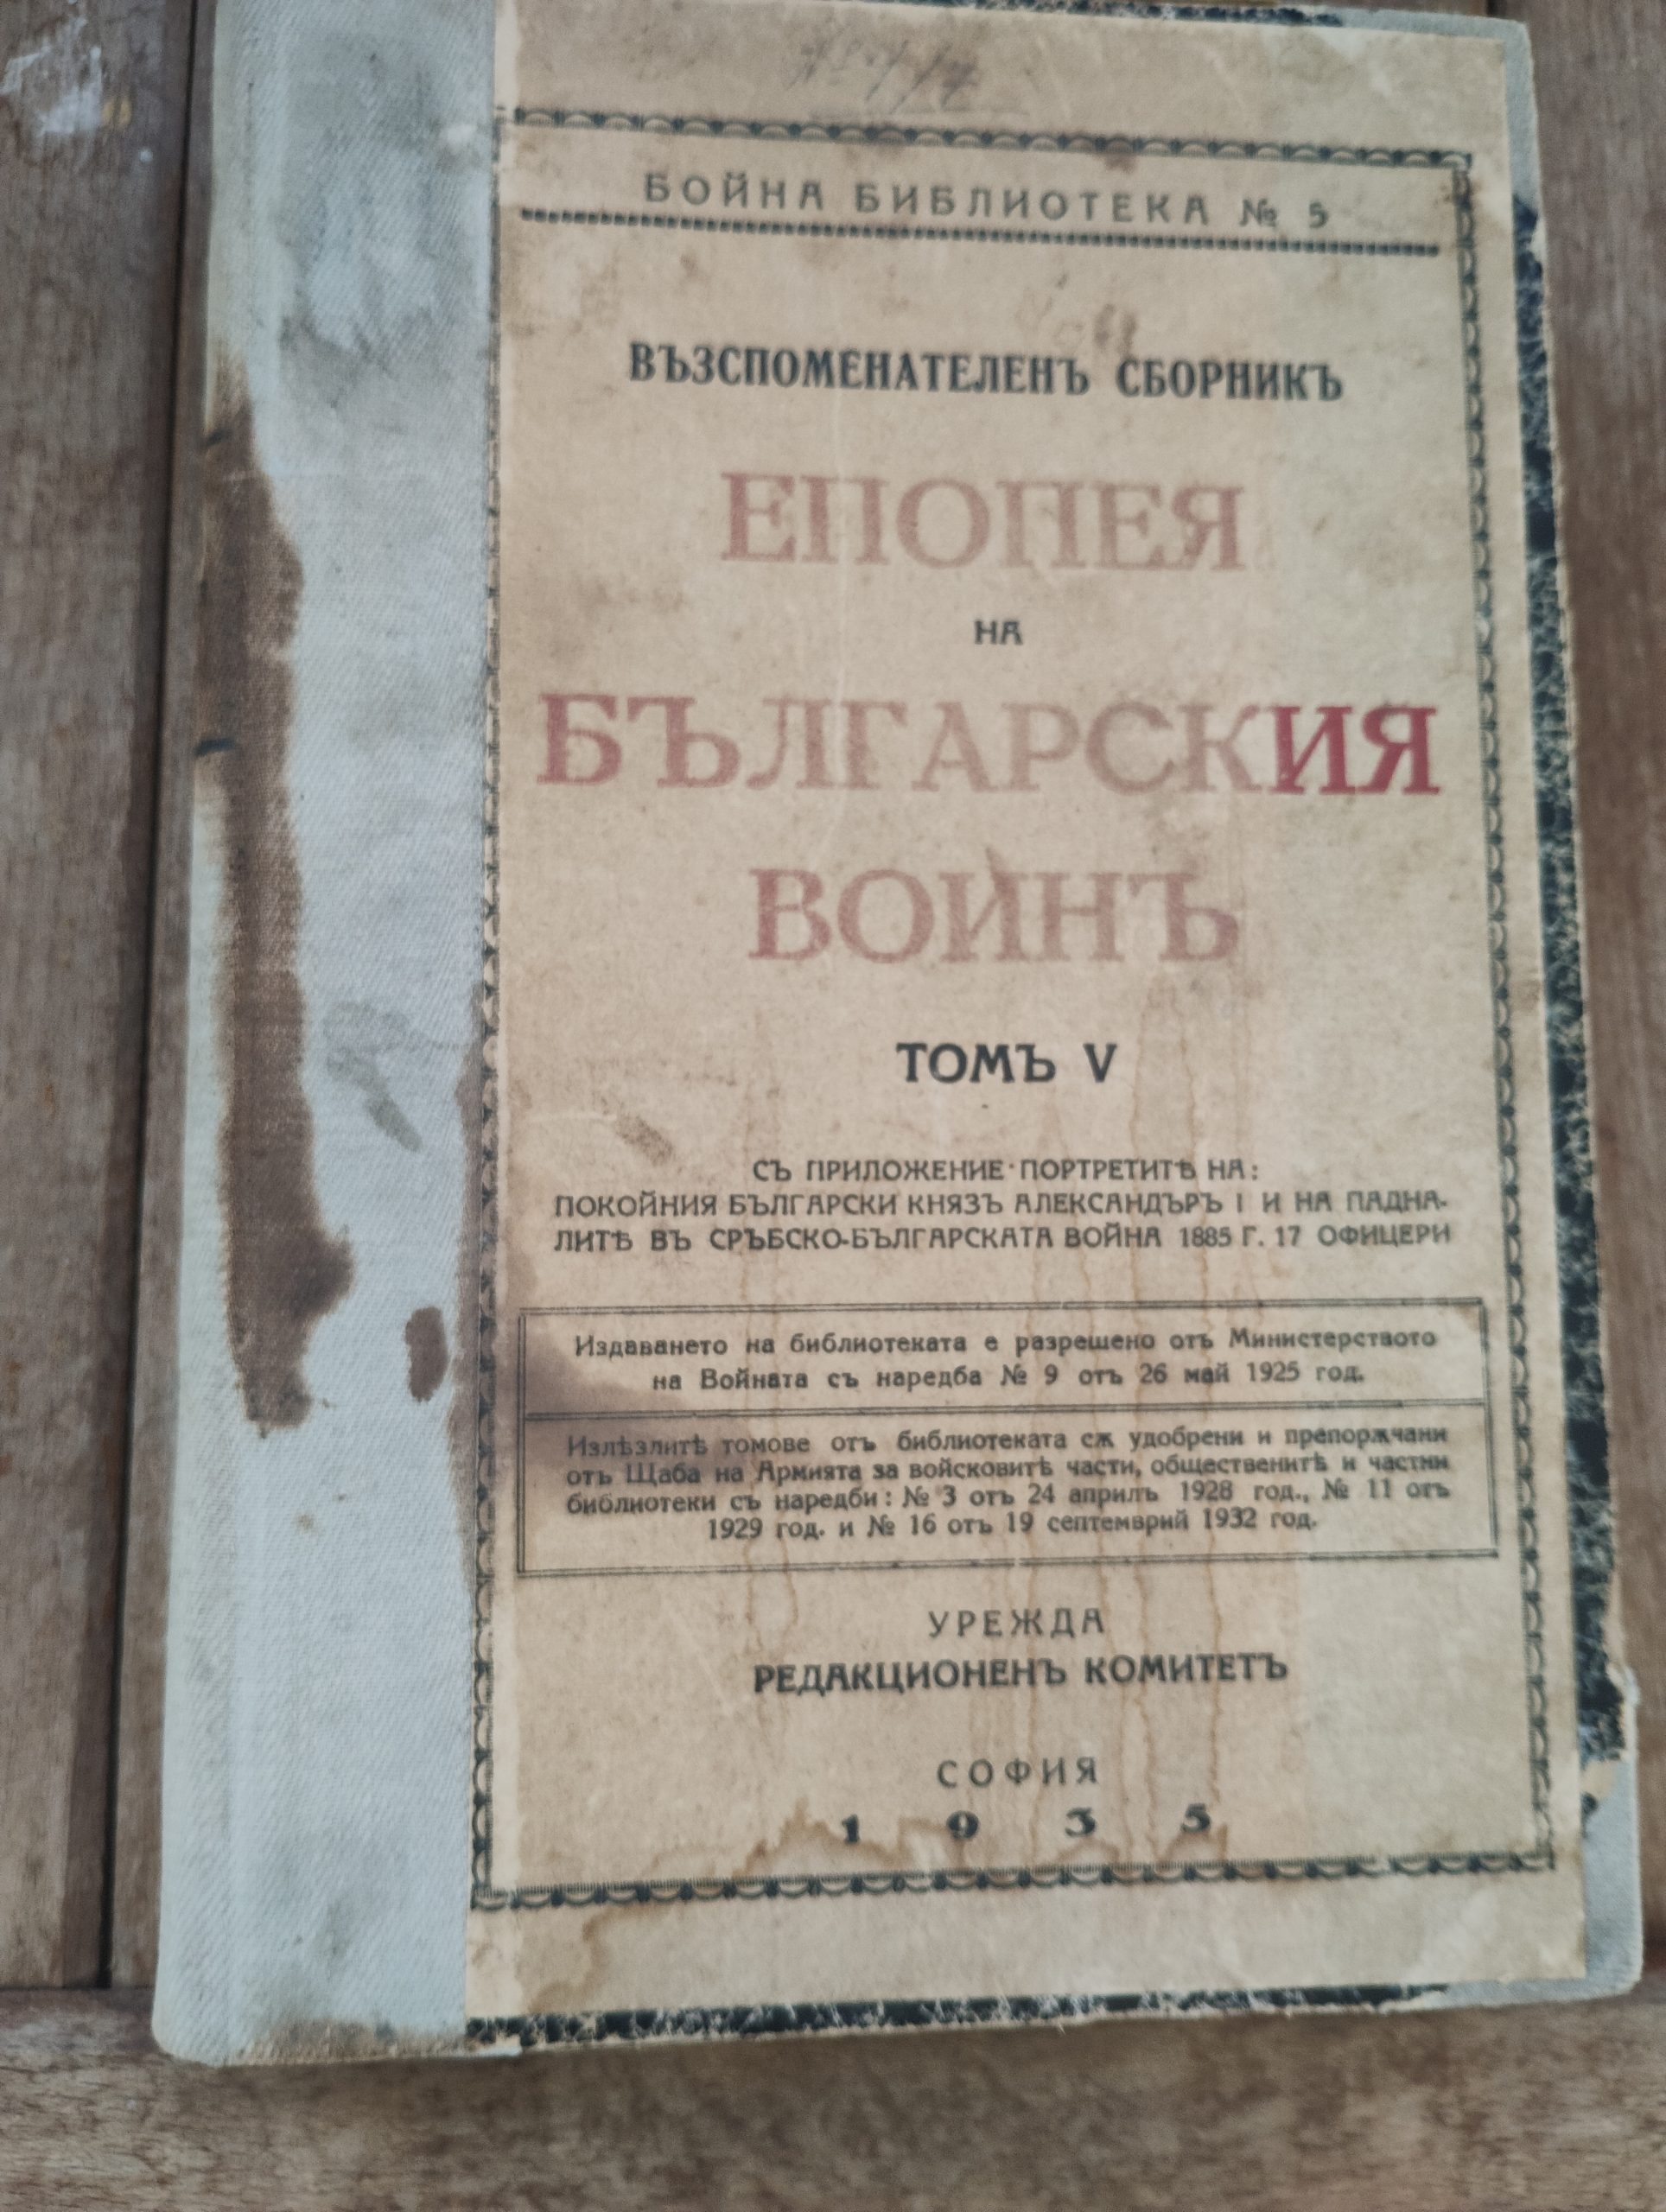 БОЙНА БИБЛИОТЕКА № 5
ВЪЗСПОМЕНАТЕЛЕНЪ СБОРНИКЪ
ЕПОПЕЯ
НА
БЪЛГАРСКИЯ
ВОИНЪ
ТОМЪ V
СЪ ПРИЛОЖЕНИЕ ПОРТРЕТИТѢ НА:
ПОКОЙНИЯ БЪЛГАРСКИ КНЯЗЪ АЛЕКСАНДЪРЪ I И НА ПАДНА-
ЛИТѢ ВЪ СРЪБСКО-БЪЛГАРСКАТА ВОЙНА 1885 Г. 17 ОФИЦЕРИ
Издаването на библиотеката е разрешено отъ Министерството
на Войната съ наредба № 9 отъ 26 май 1925 год.
Излѣзлитѣ томове отъ библиотеката сѫ удобрени и препорѫчани
отъ Щаба на Армията за войсковитѣ части, общественитѣ и частни
библиотеки съ наредби: № 3 отъ 24 априлъ 1928 год., № 11 отъ
1929 год. и № 16 отъ 19 септемврий 1932 год.
УРЕЖДА
РЕДАКЦИОНЕНЪ КОМИТЕТЪ
СОФИЯ
1935